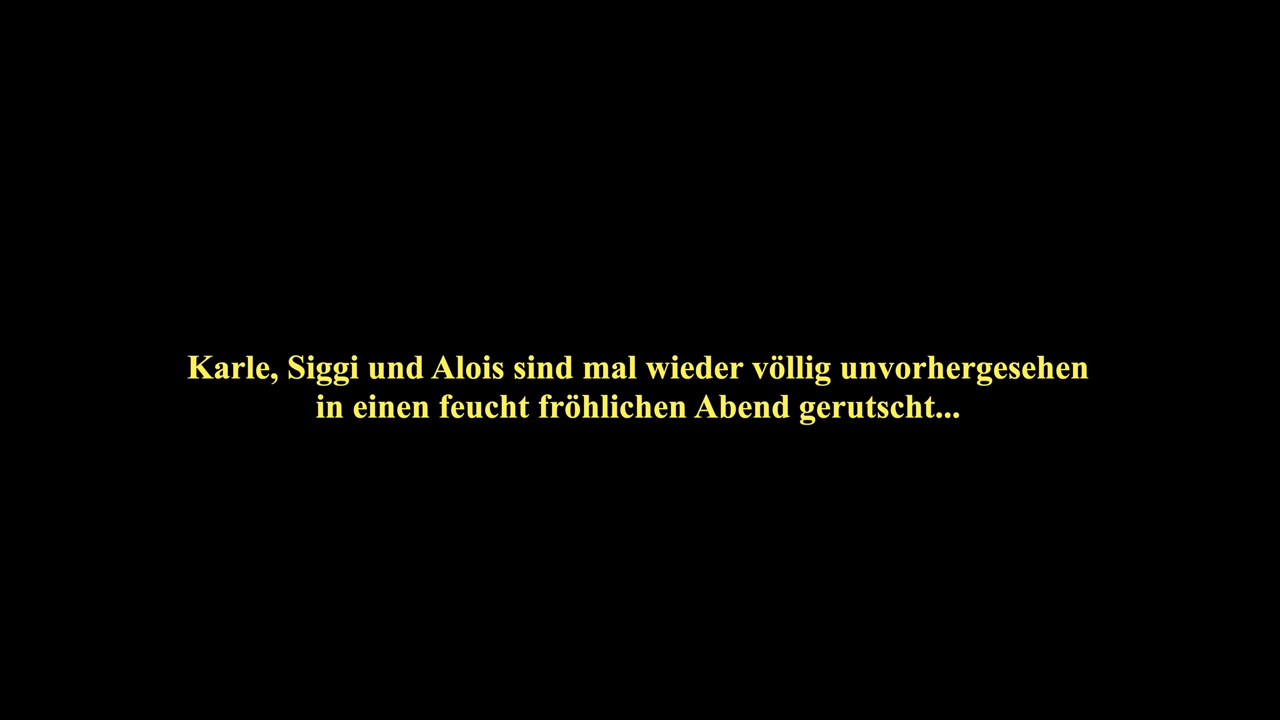 Karle, Siggi und Alois sind mal wieder völlig unvorhergesehen
in einen feucht fröhlichen Abend gerutscht...